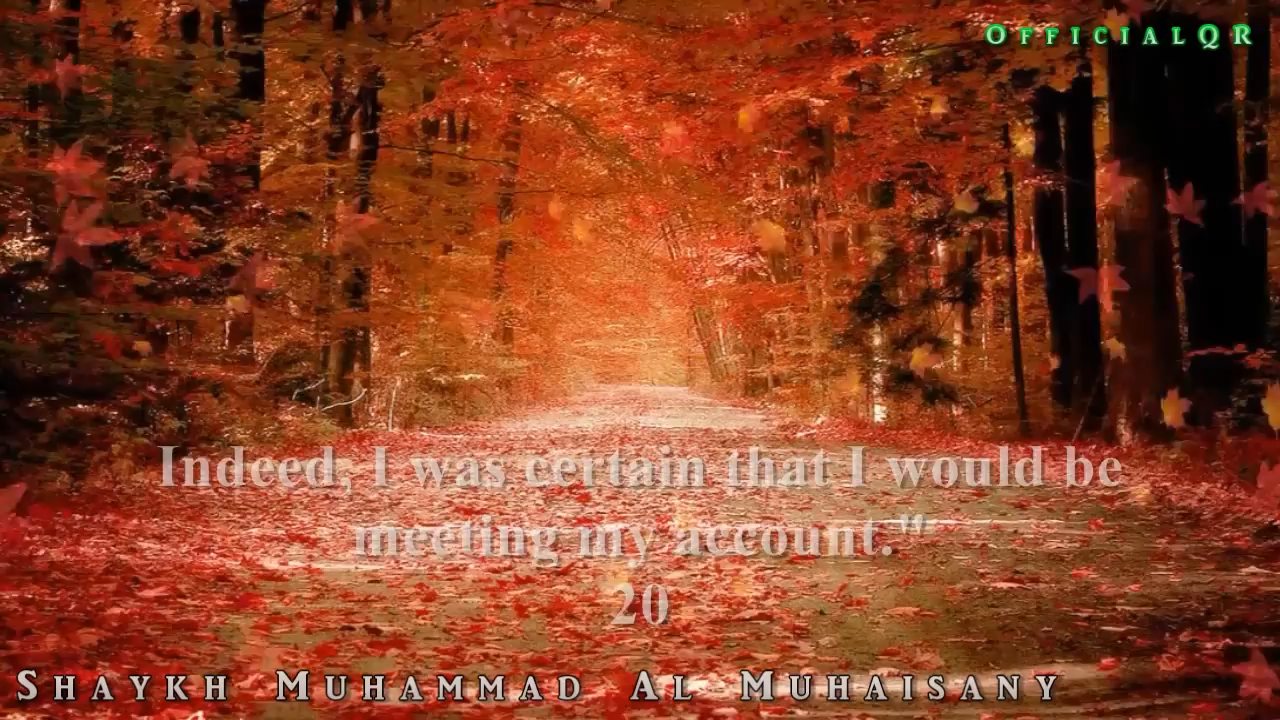 OFFICIALQR
Indeed, I was certain that I would be
meeting my account."
20
SHAYKH MUHAMMAD AL MUHAISANY